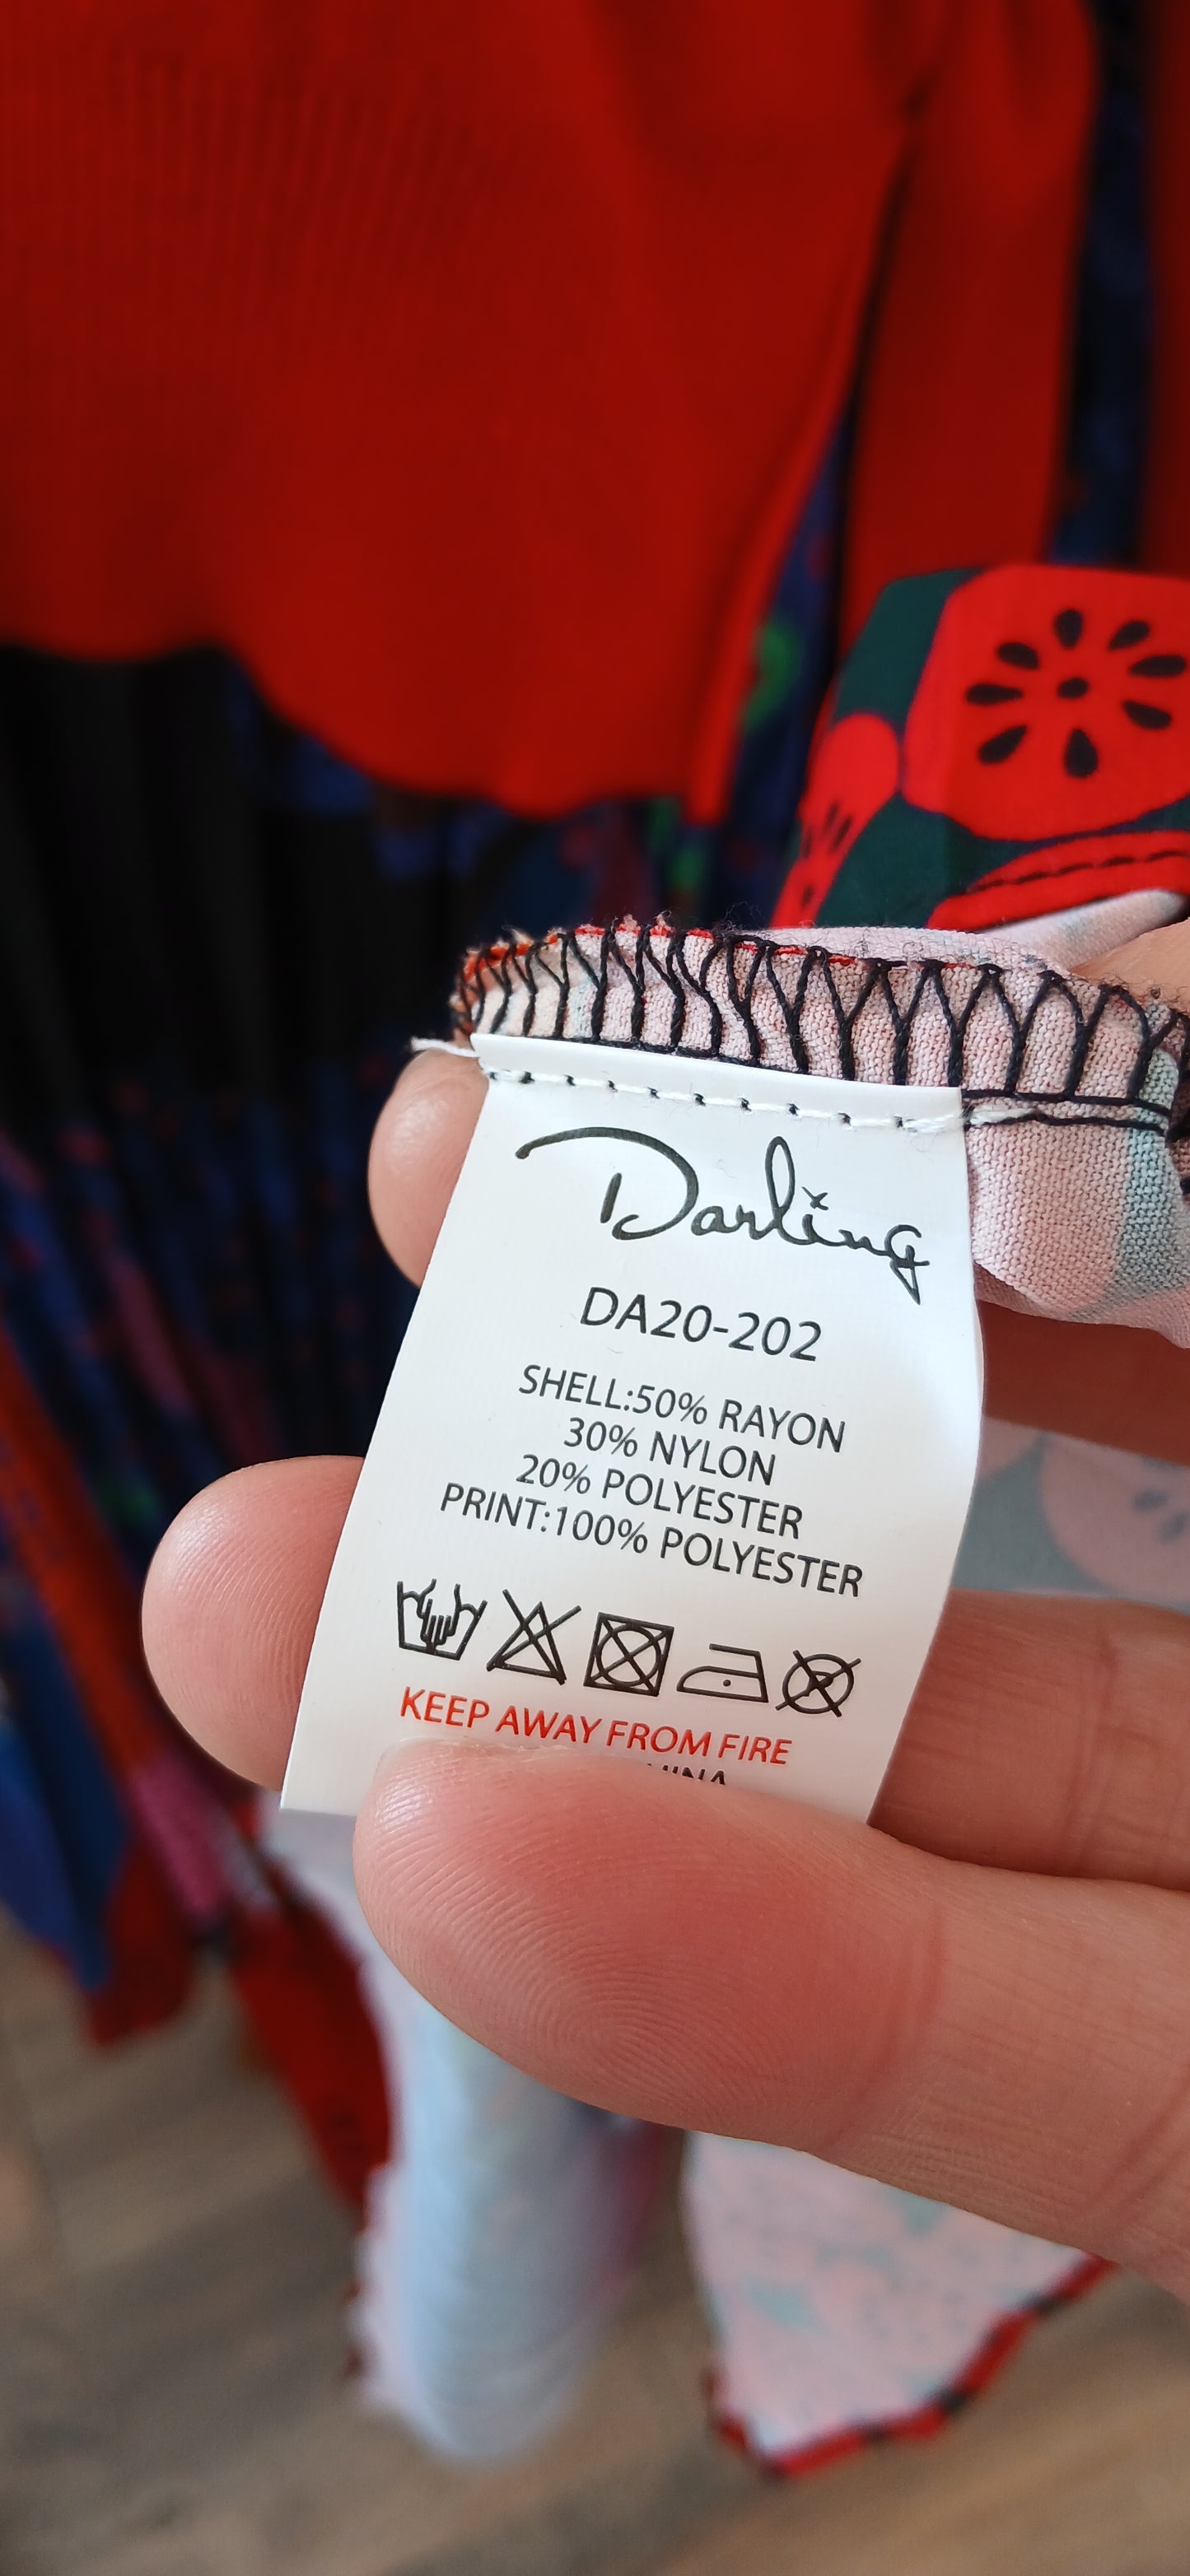 Darling
DA20-202
SHELL:50% RAYON
30% NYLON
20% POLYESTER
PRINT:100% POLYESTER
KEEP AWAY FROM FIRE